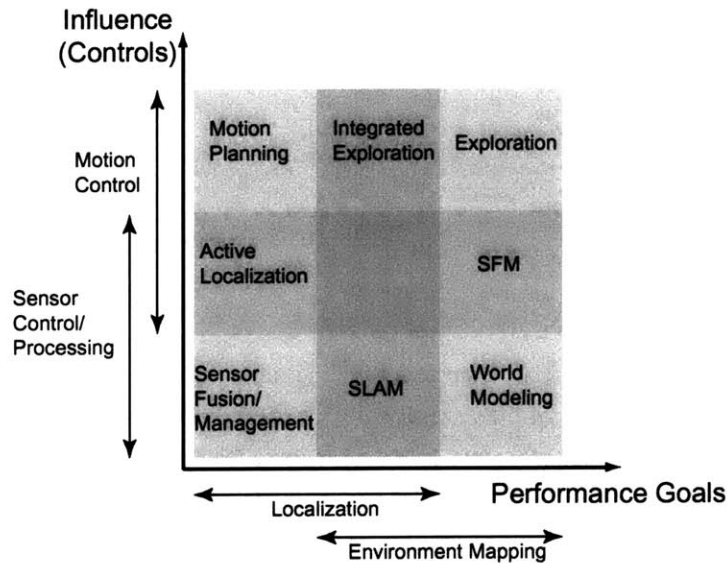 Influence
(Controls)
Motion
Planning
Integrated
Exploration
Exploration
Motion
Control
Active
Localization
SFM
Sensor
Control/
Processing
Sensor
Fusion/
Management
SLAM
World
Modeling
Performance Goals
Localization
Environment Mapping